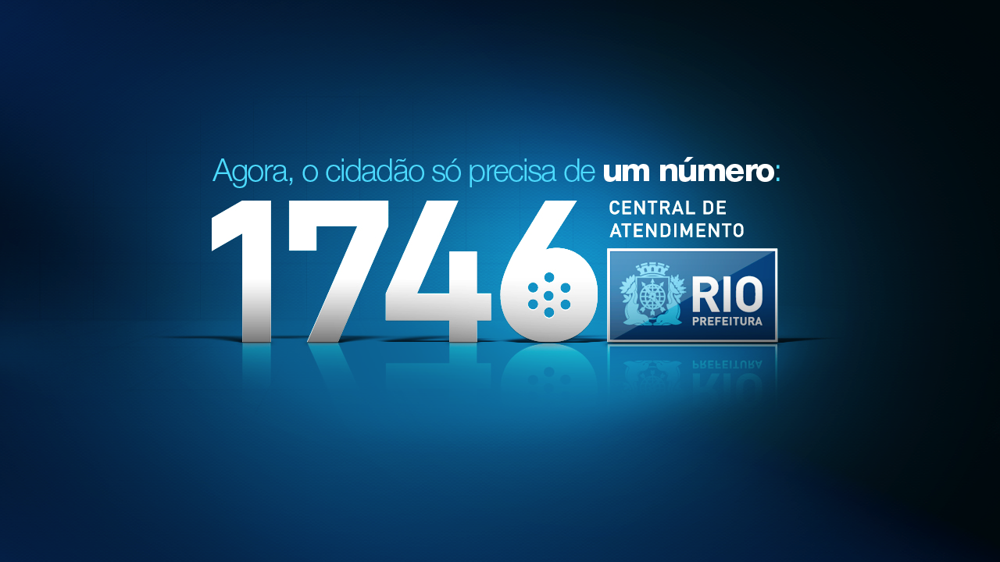 Agora, o cidadão só precisa de um número:
1746
CENTRAL DE
ATENDIMENTO
RIO
PREFEITURA